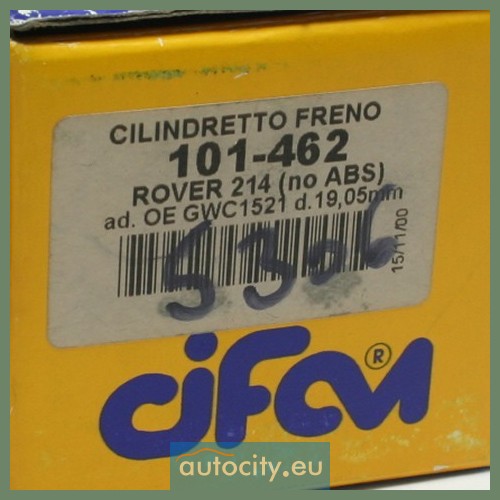 CILINDRETTO FRENO
101-462
ROVER 214 (no ABS)
ad. OE GWC1521 d.19,05mm
15/11/00
5306
cifam®
autocity.eu